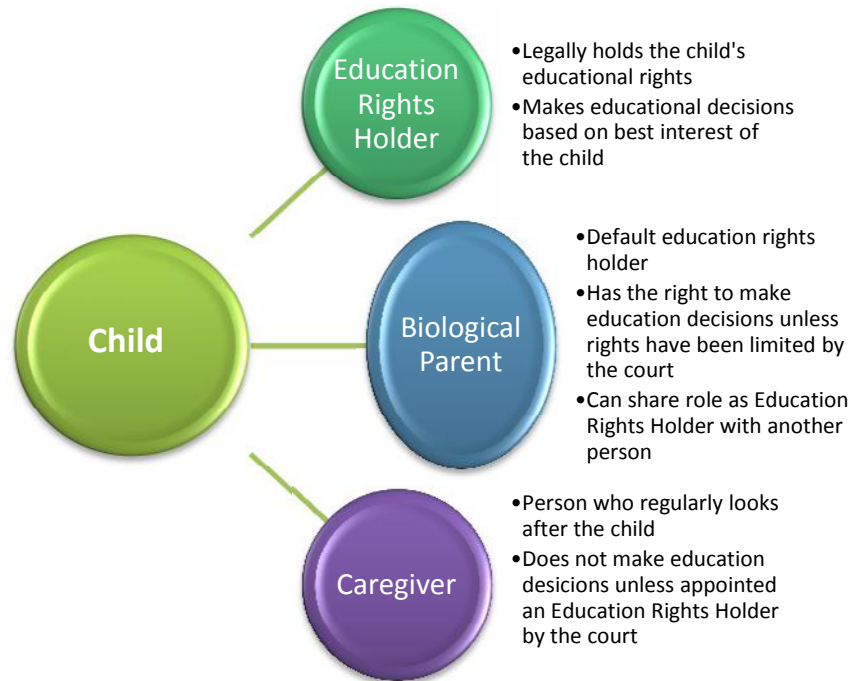 Education
Rights
Holder
•Legally holds the child's
educational rights
•Makes educational decisions
based on best interest of
the child
Child
Biological
Parent
•Default education rights
holder
•Has the right to make
education decisions unless
rights have been limited by
the court
•Can share role as Education
Rights Holder with another
person
Caregiver
•Person who regularly looks
after the child
•Does not make education
desicions unless appointed
an Education Rights Holder
by the court